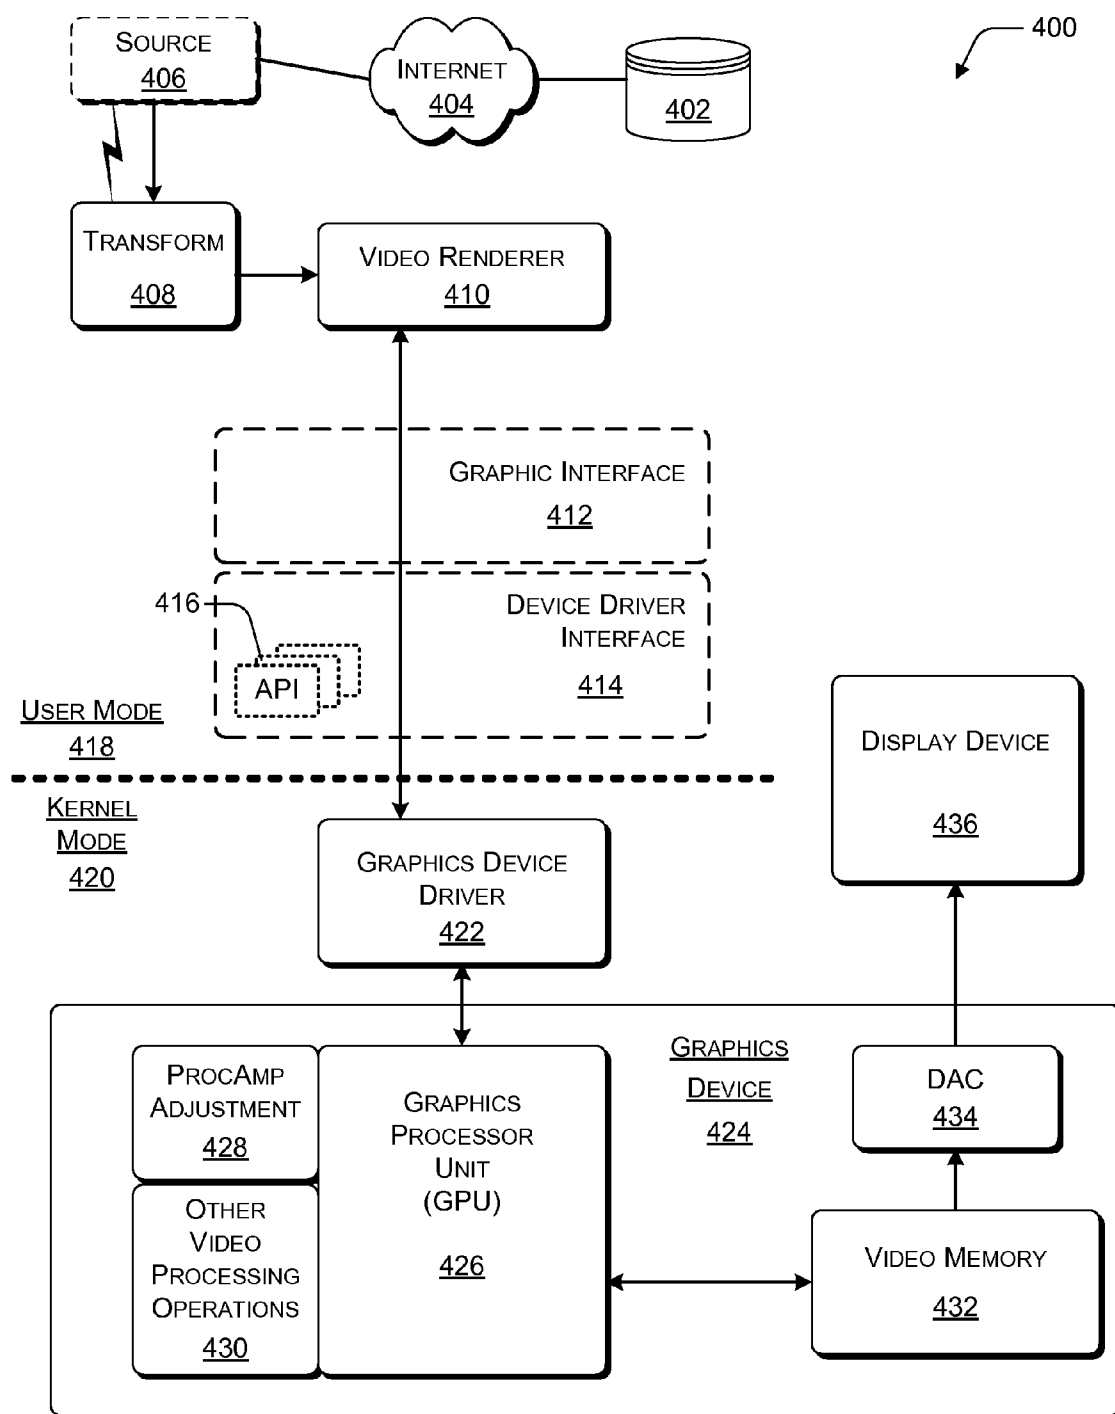 400
SOURCE
406
INTERNET
404
402
TRANSFORM
408
VIDEO RENDERER
410
GRAPHIC INTERFACE
412
416
DEVICE DRIVER
INTERFACE
414
API
USER MODE
418
KERNEL
MODE
420
DISPLAY DEVICE
436
GRAPHICS DEVICE
DRIVER
422
PROCAMP
ADJUSTMENT
428
OTHER
VIDEO
PROCESSING
OPERATIONS
430
GRAPHICS
PROCESSOR
UNIT
(GPU)
426
GRAPHICS
DEVICE
424
DAC
434
VIDEO MEMORY
432